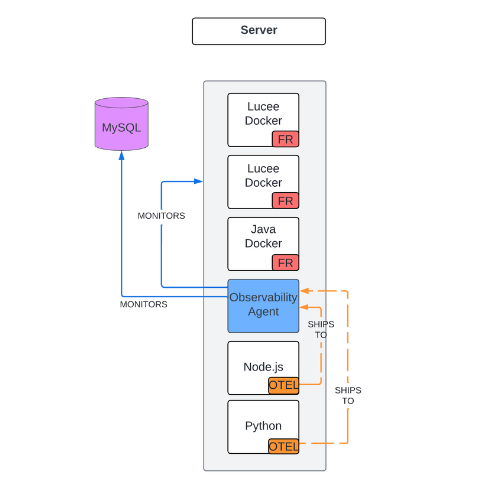 Server
MySQL
Lucee
Docker
FR
Lucee
Docker
FR
MONITORS
Java
Docker
FR
MONITORS
Observability
Agent
SHIPS
TO
Node.js
OTEL
SHIPS
TO
Python
OTEL